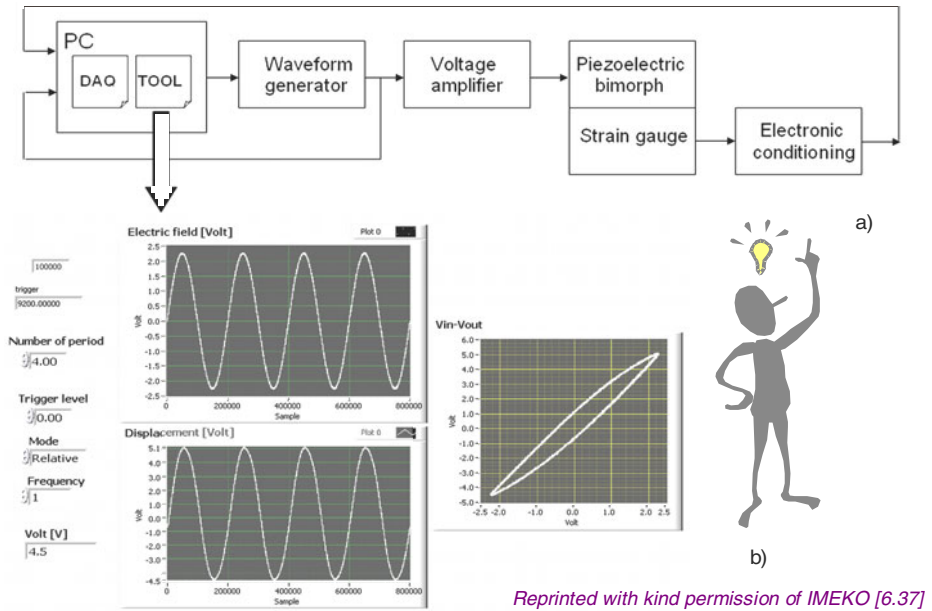 PC
DAQ
TOOL
Waveform
generator
Voltage
amplifier
Piezoelectric
bimorph
Strain gauge
Electronic
conditioning
a)
Electric field [Volt]
Plot 0
2.5
2.0
1.5
1.0
0.5
0.0
-0.5
-1.0
-1.5
-2.0
-2.5
Volt
0 200000 400000 600000 800000
Sample
100000
trigger
9200.00000
Number of period
4.00
Trigger level
0.00
Mode
Relative
Frequency
1
Volt [V]
4.5
Displacement [Volt]
Plot 0
5.1
4.0
3.0
2.0
1.0
0.0
-1.0
-2.0
-3.0
-4.5
Volt
0 200000 400000 600000 800000
Sample
Vin-Vout
6.0
5.0
4.0
3.0
2.0
1.0
0.0
-1.0
-2.0
-3.0
-4.0
-5.0
Volt
-2.5 -2.0 -1.0 0.0 1.0 2.0 2.5
Volt
b)
Reprinted with kind permission of IMEKO [6.37]